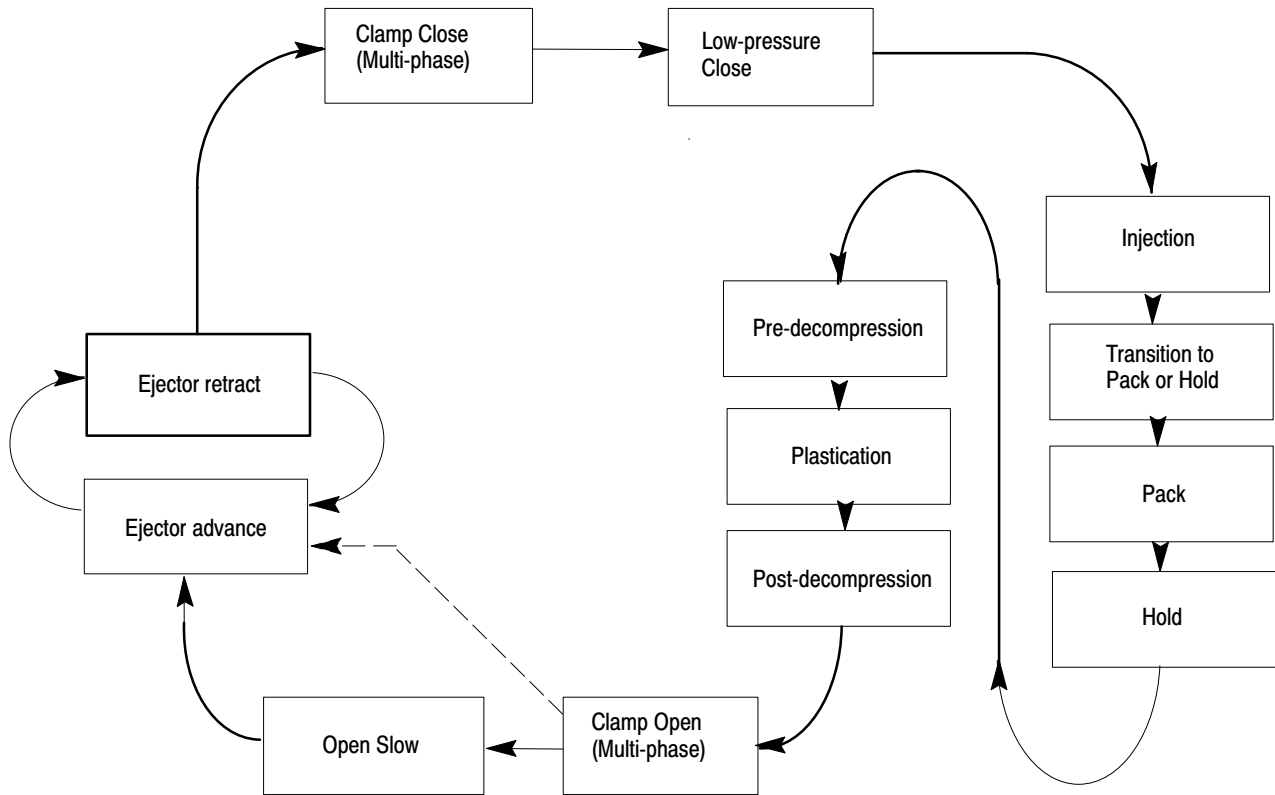 Clamp Close
(Multi-phase)
Low-pressure
Close
Injection
Transition to
Pack or Hold
Pack
Hold
Pre-decompression
Plastication
Post-decompression
Clamp Open
(Multi-phase)
Open Slow
Ejector advance
Ejector retract